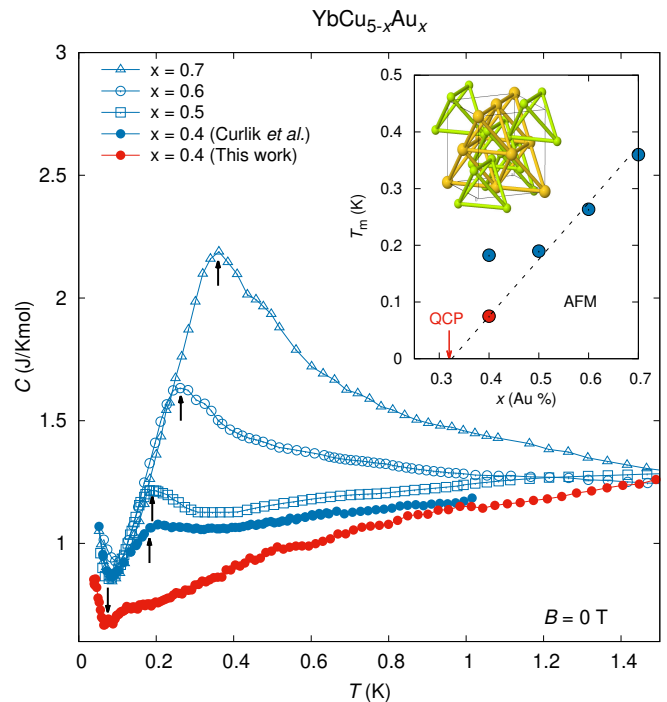 YbCu5-xAux
x = 0.7
x = 0.6
x = 0.5
x = 0.4 (Curlik et al.)
x = 0.4 (This work)
C (J/Kmol)
3
2.5
2
1.5
1
0 0.2 0.4 0.6 0.8 1 1.2 1.4
T (K)
B = 0 T
Tm (K)
0.5
0.4
0.3
0.2
0.1
0
QCP
AFM
0.3 0.4 0.5 0.6 0.7
x (Au %)